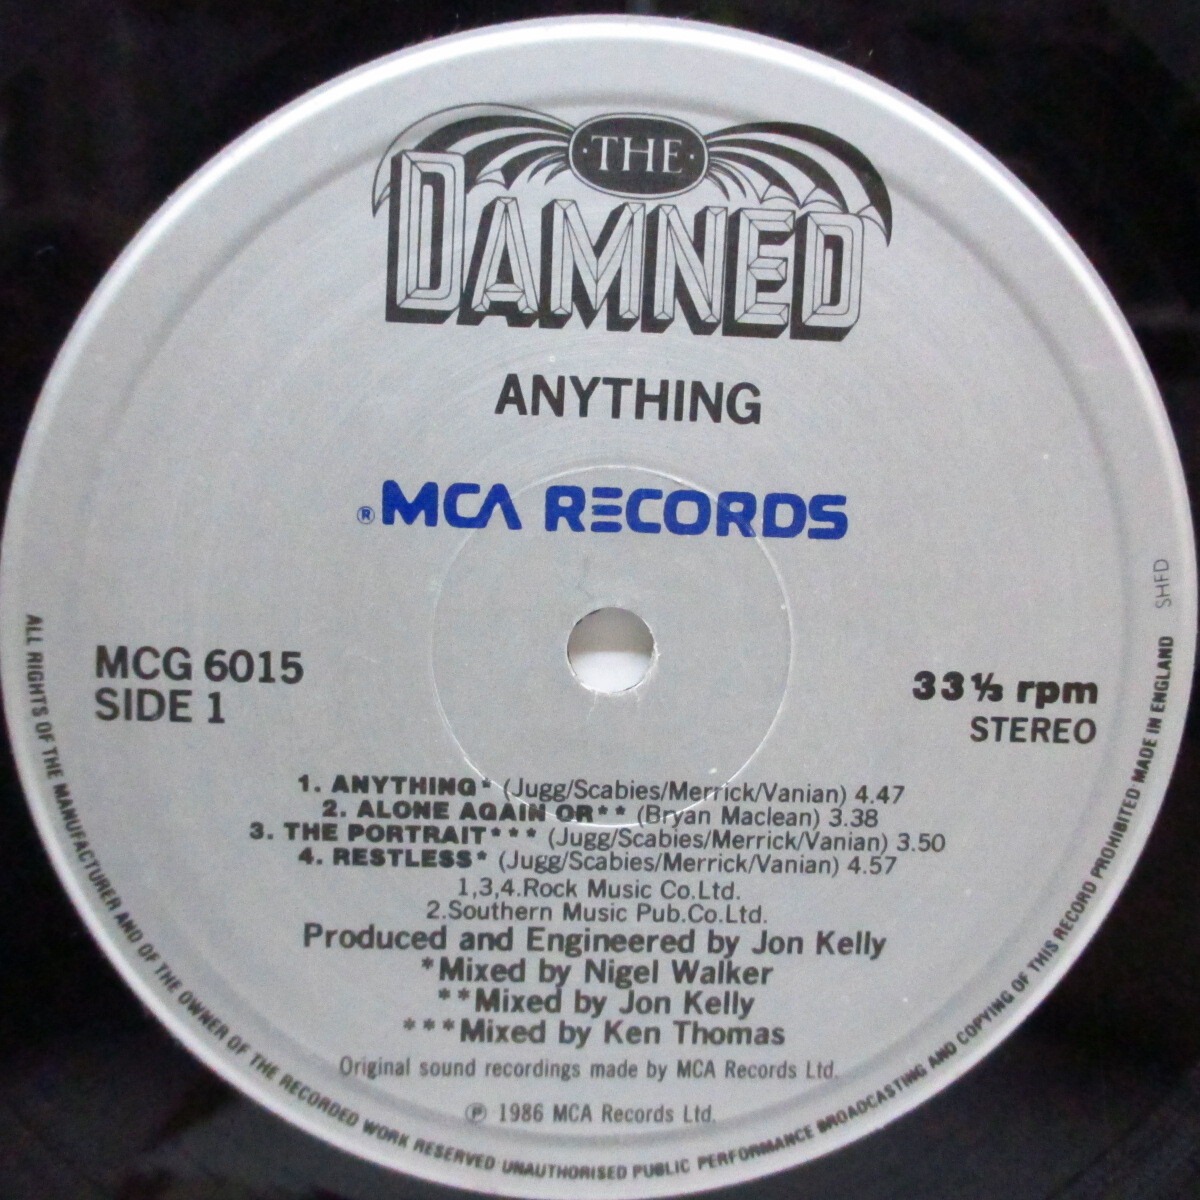 THE
DAMNED
ANYTHING
® MCA RECORDS
MCG 6015
SIDE 1
33⅓ rpm
STEREO
1. ANYTHING* (Jugg/Scabies/Merrick/Vanian) 4.47
2. ALONE AGAIN OR** (Bryan Maclean) 3.38
3. THE PORTRAIT*** (Jugg/Scabies/Merrick/Vanian) 3.50
4. RESTLESS* (Jugg/Scabies/Merrick/Vanian) 4.57
1,3,4.Rock Music Co.Ltd.
2.Southern Music Pub.Co.Ltd.
Produced and Engineered by Jon Kelly
*Mixed by Nigel Walker
**Mixed by Jon Kelly
***Mixed by Ken Thomas
Original sound recordings made by MCA Records Ltd.
℗ 1986 MCA Records Ltd.
ALL RIGHTS OF THE MANUFACTURER AND OF THE OWNER OF THE RECORDED WORK RESERVED UNAUTHORISED PUBLIC PERFORMANCE BROADCASTING AND COPYING OF THIS RECORD PROHIBITED MADE IN ENGLAND SHFD